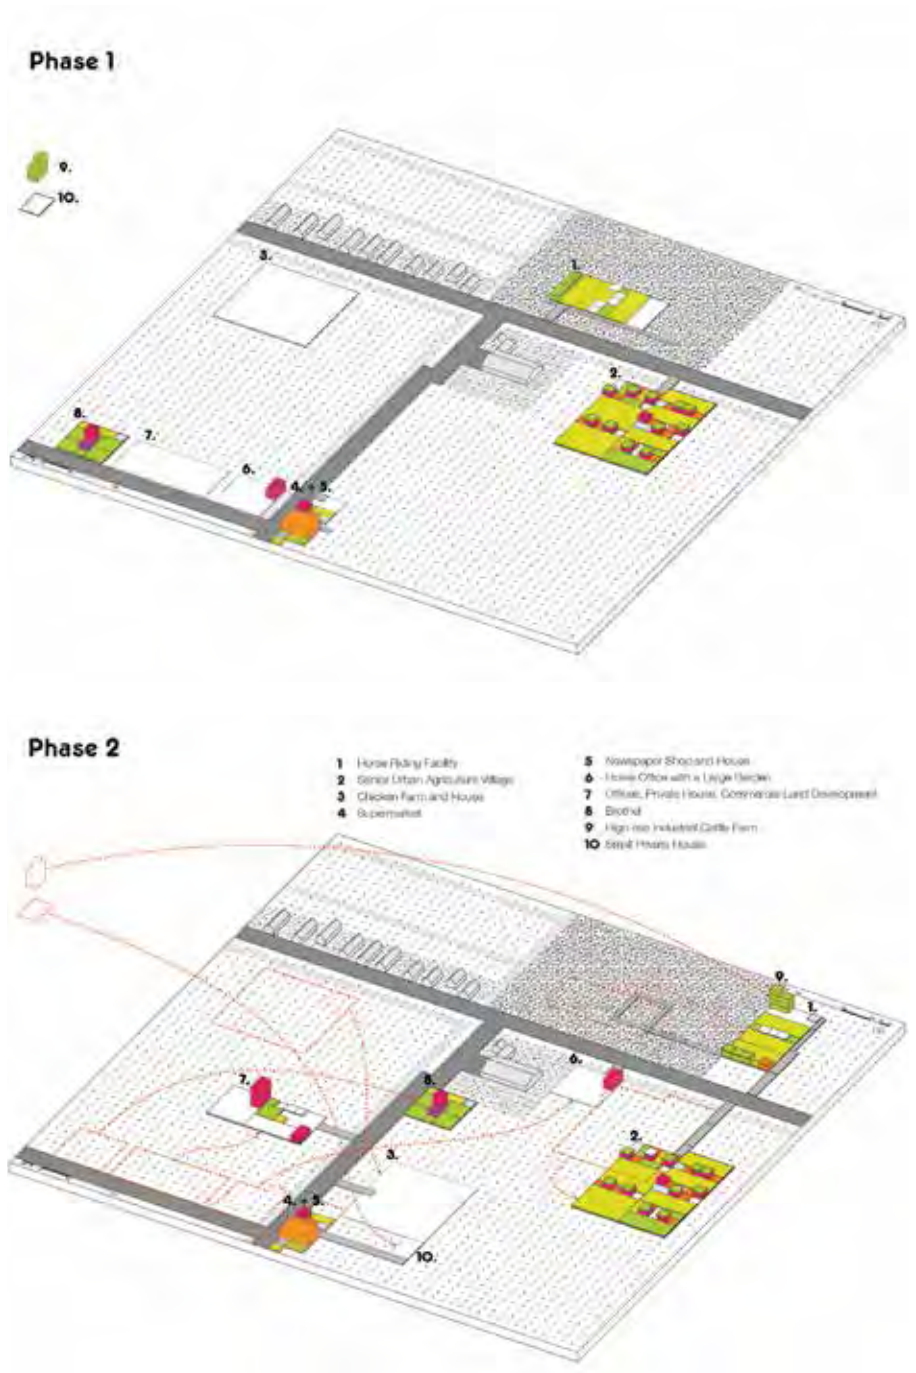 Phase 1
9.
10.
3.
1.
2.
8.
7.
6.
4. + 5.
Phase 2
1 Horse Riding Facility
2 Senior Urban Agriculture Village
3 Chicken Farm and House
4 Supermarket
5 Newspaper Shop and House
6 Home Office with a Large Garden
7 Offices, Private House, Commercial Land Development
8 Brothel
9 High-rise Industrial Cattle Farm
10 Small Private House
9.
1.
6.
7.
8.
2.
3.
4. + 5.
10.